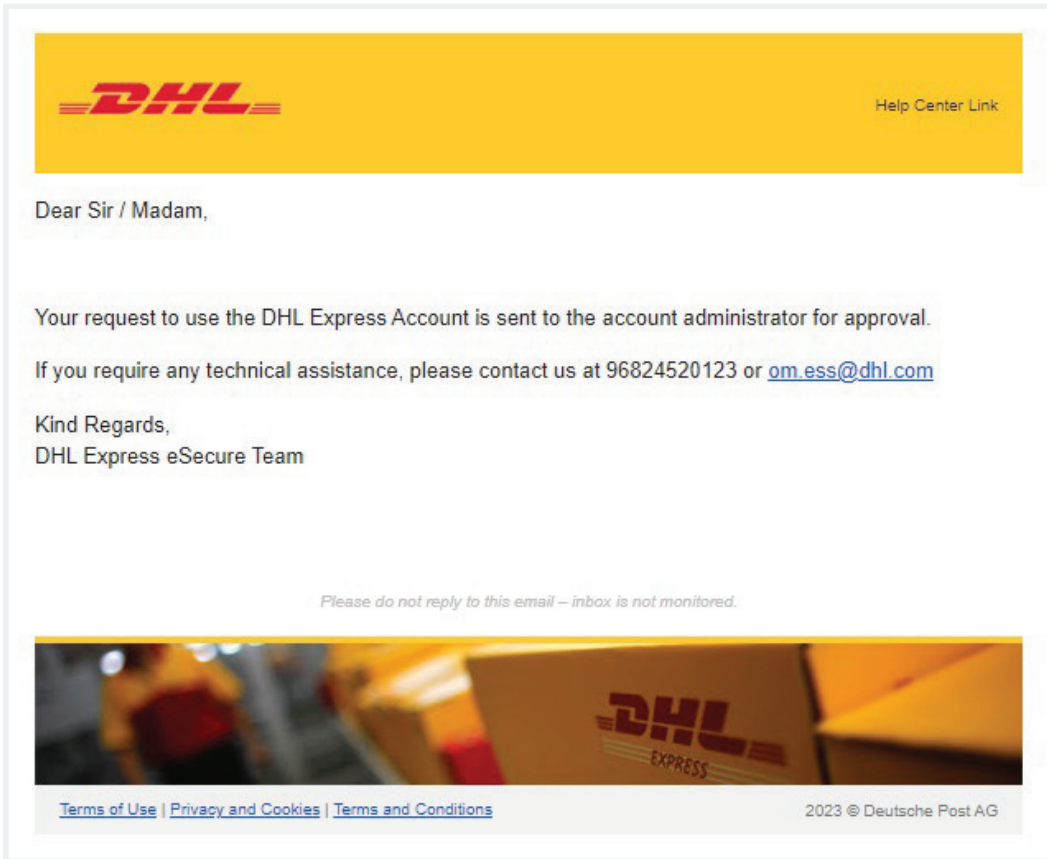 DHL
Help Center Link
Dear Sir / Madam,
Your request to use the DHL Express Account is sent to the account administrator for approval.
If you require any technical assistance, please contact us at 96824520123 or om.ess@dhl.com
Kind Regards,
DHL Express eSecure Team
Please do not reply to this email – inbox is not monitored.
DHL
EXPRESS
Terms of Use | Privacy and Cookies | Terms and Conditions
2023 © Deutsche Post AG